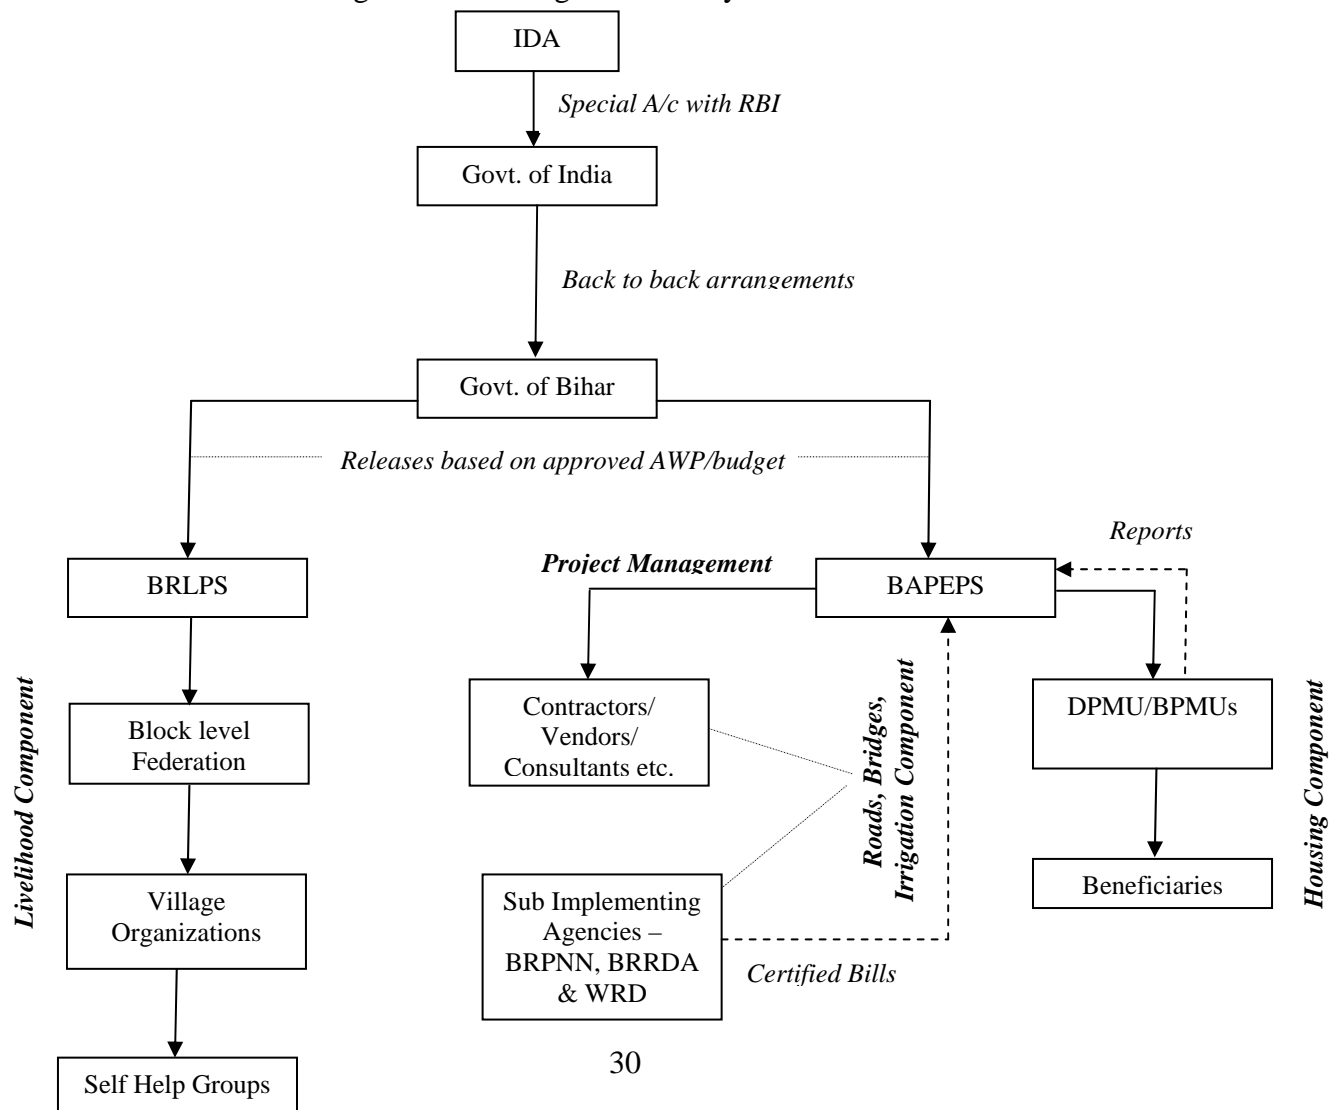 IDA
Special A/c with RBI
Govt. of India
Back to back arrangements
Govt. of Bihar
Releases based on approved AWP/budget
Reports
Project Management
BRLPS
BAPEPS
Livelihood Component
Block level
Federation
Contractors/
Vendors/
Consultants etc.
Roads, Bridges,
Irrigation Component
DPMU/BPMUs
Housing Component
Village
Organizations
Sub Implementing
Agencies –
BRPNN, BRRDA
& WRD
Beneficiaries
Certified Bills
Self Help Groups
30